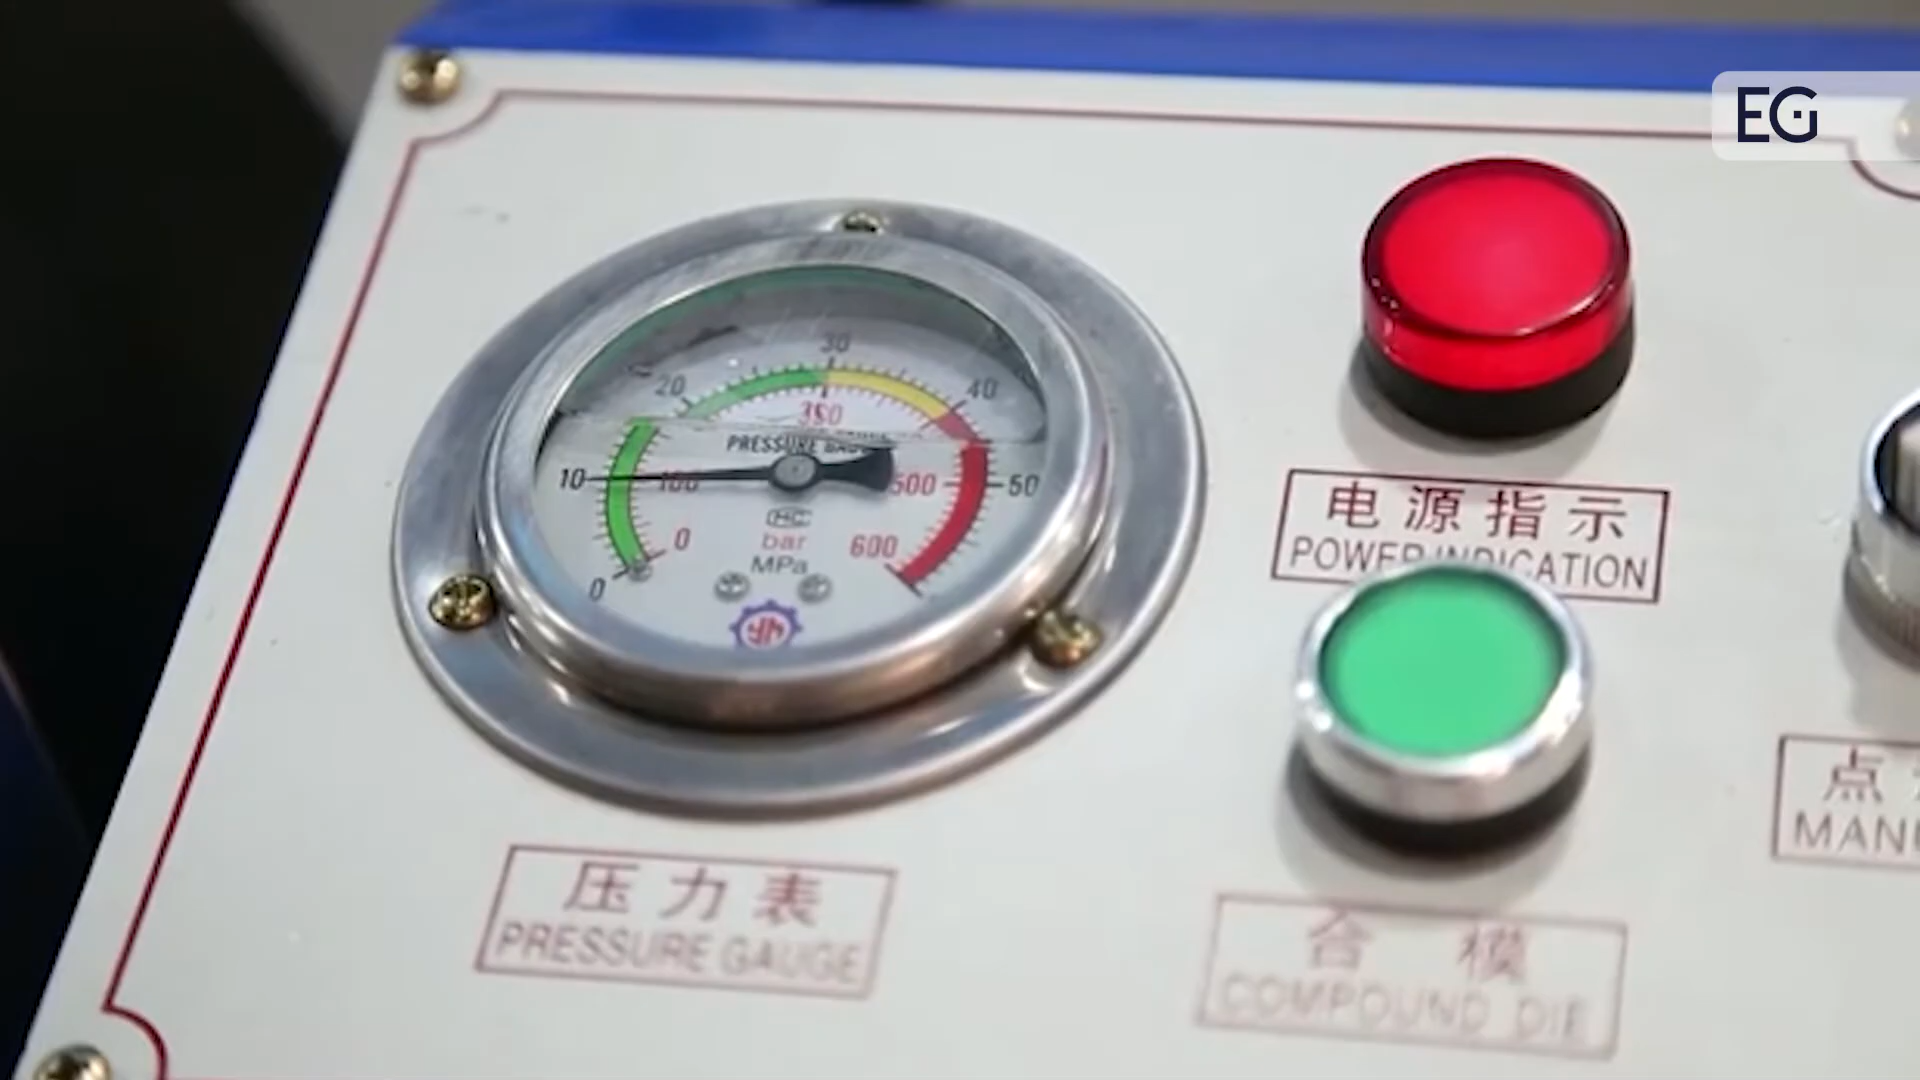 EG
30
20
40
350
PRESSURE GAUGE
10
100
500
50
0
bar
600
MPa
0
电源指示
POWER INDICATION
压力表
PRESSURE GAUGE
合模
COMPOUND DIE
点
MANU